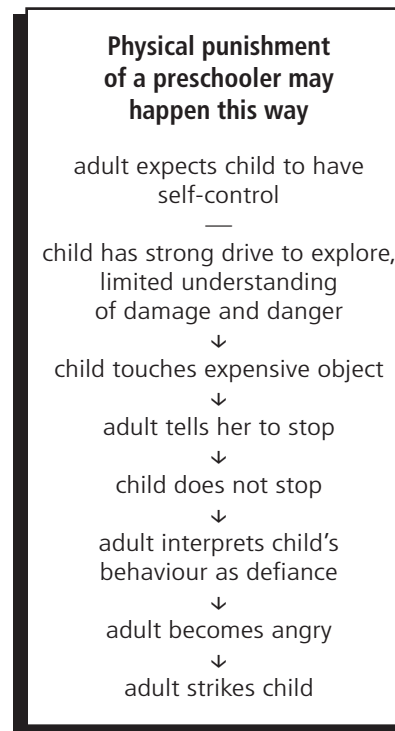 Physical punishment
of a preschooler may
happen this way
adult expects child to have
self-control
—
child has strong drive to explore,
limited understanding
of damage and danger
↓
child touches expensive object
↓
adult tells her to stop
↓
child does not stop
↓
adult interprets child’s
behaviour as defiance
↓
adult becomes angry
↓
adult strikes child